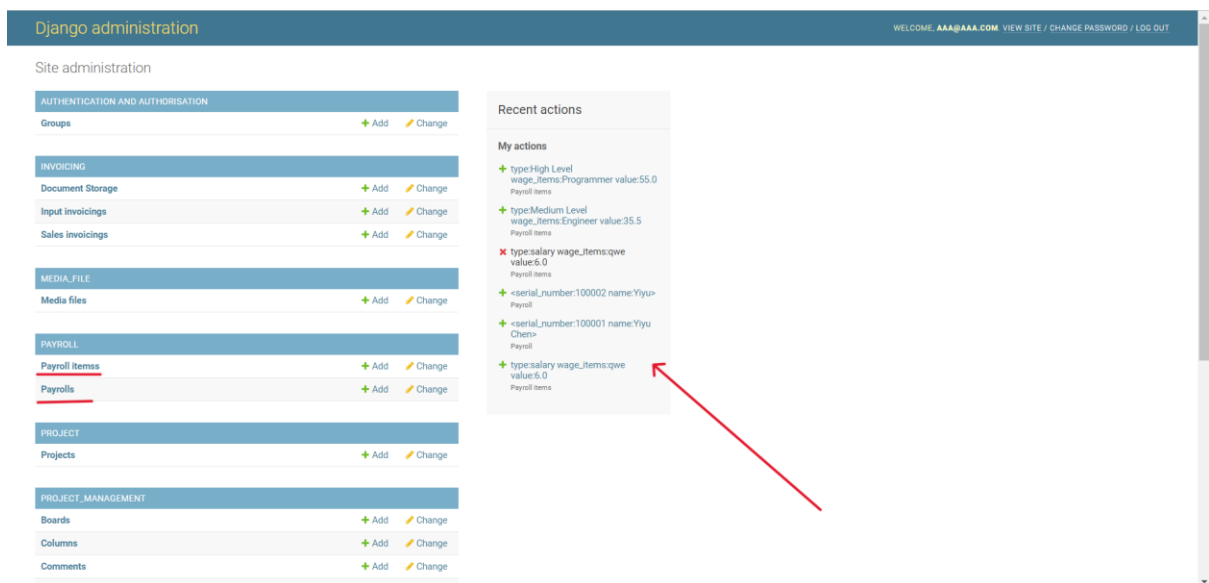 Django administration
WELCOME, AAA@AAA.COM. VIEW SITE / CHANGE PASSWORD / LOG OUT
Site administration
AUTHENTICATION AND AUTHORISATION
Groups Add Change
INVOICING
Document Storage Add Change
Input invoicings Add Change
Sales invoicings Add Change
MEDIA_FILE
Media files Add Change
PAYROLL
Payroll itemss Add Change
Payrolls Add Change
PROJECT
Projects Add Change
PROJECT_MANAGEMENT
Boards Add Change
Columns Add Change
Comments Add Change
Recent actions
My actions
type:High Level
wage_items:Programmer value:55.0
Payroll items
type:Medium Level
wage_items:Engineer value:35.5
Payroll items
type:salary wage_items:qwe
value:6.0
Payroll items
<serial_number:100002 name:Yiyu>
Payroll
<serial_number:100001 name:Yiyu
Chen>
Payroll
type:salary wage_items:qwe
value:6.0
Payroll items